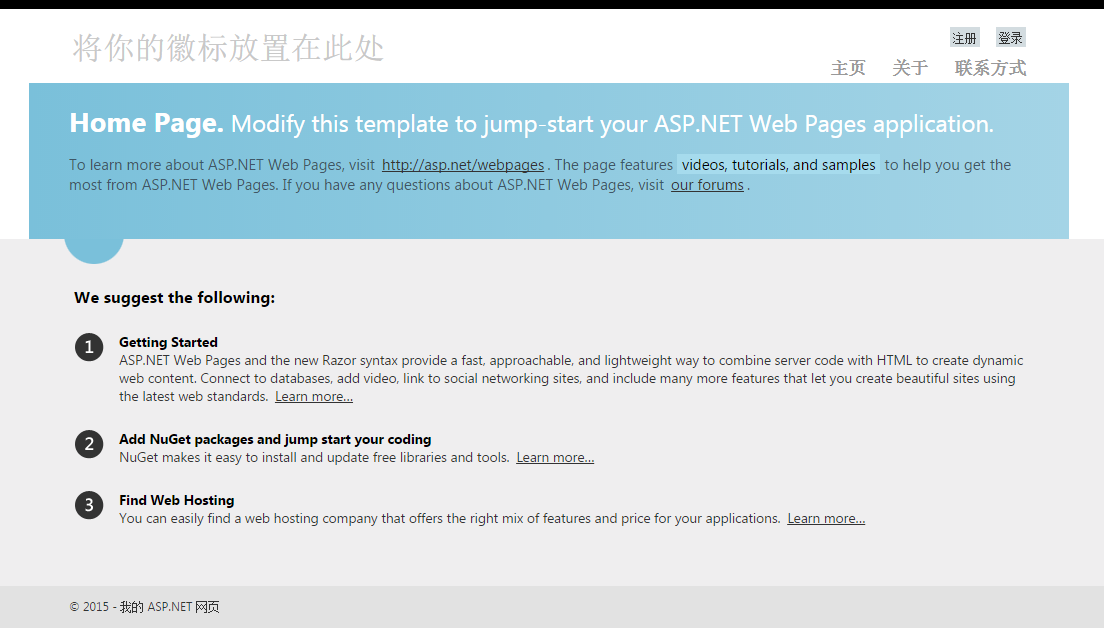 将你的徽标放置在此处
注册 登录
主页 关于 联系方式
Home Page. Modify this template to jump-start your ASP.NET Web Pages application.
To learn more about ASP.NET Web Pages, visit http://asp.net/webpages. The page features videos, tutorials, and samples to help you get the
most from ASP.NET Web Pages. If you have any questions about ASP.NET Web Pages, visit our forums.
We suggest the following:
1 Getting Started
ASP.NET Web Pages and the new Razor syntax provide a fast, approachable, and lightweight way to combine server code with HTML to create dynamic
web content. Connect to databases, add video, link to social networking sites, and include many more features that let you create beautiful sites using
the latest web standards. Learn more...
2 Add NuGet packages and jump start your coding
NuGet makes it easy to install and update free libraries and tools. Learn more...
3 Find Web Hosting
You can easily find a web hosting company that offers the right mix of features and price for your applications. Learn more...
© 2015 - 我的 ASP.NET 网页